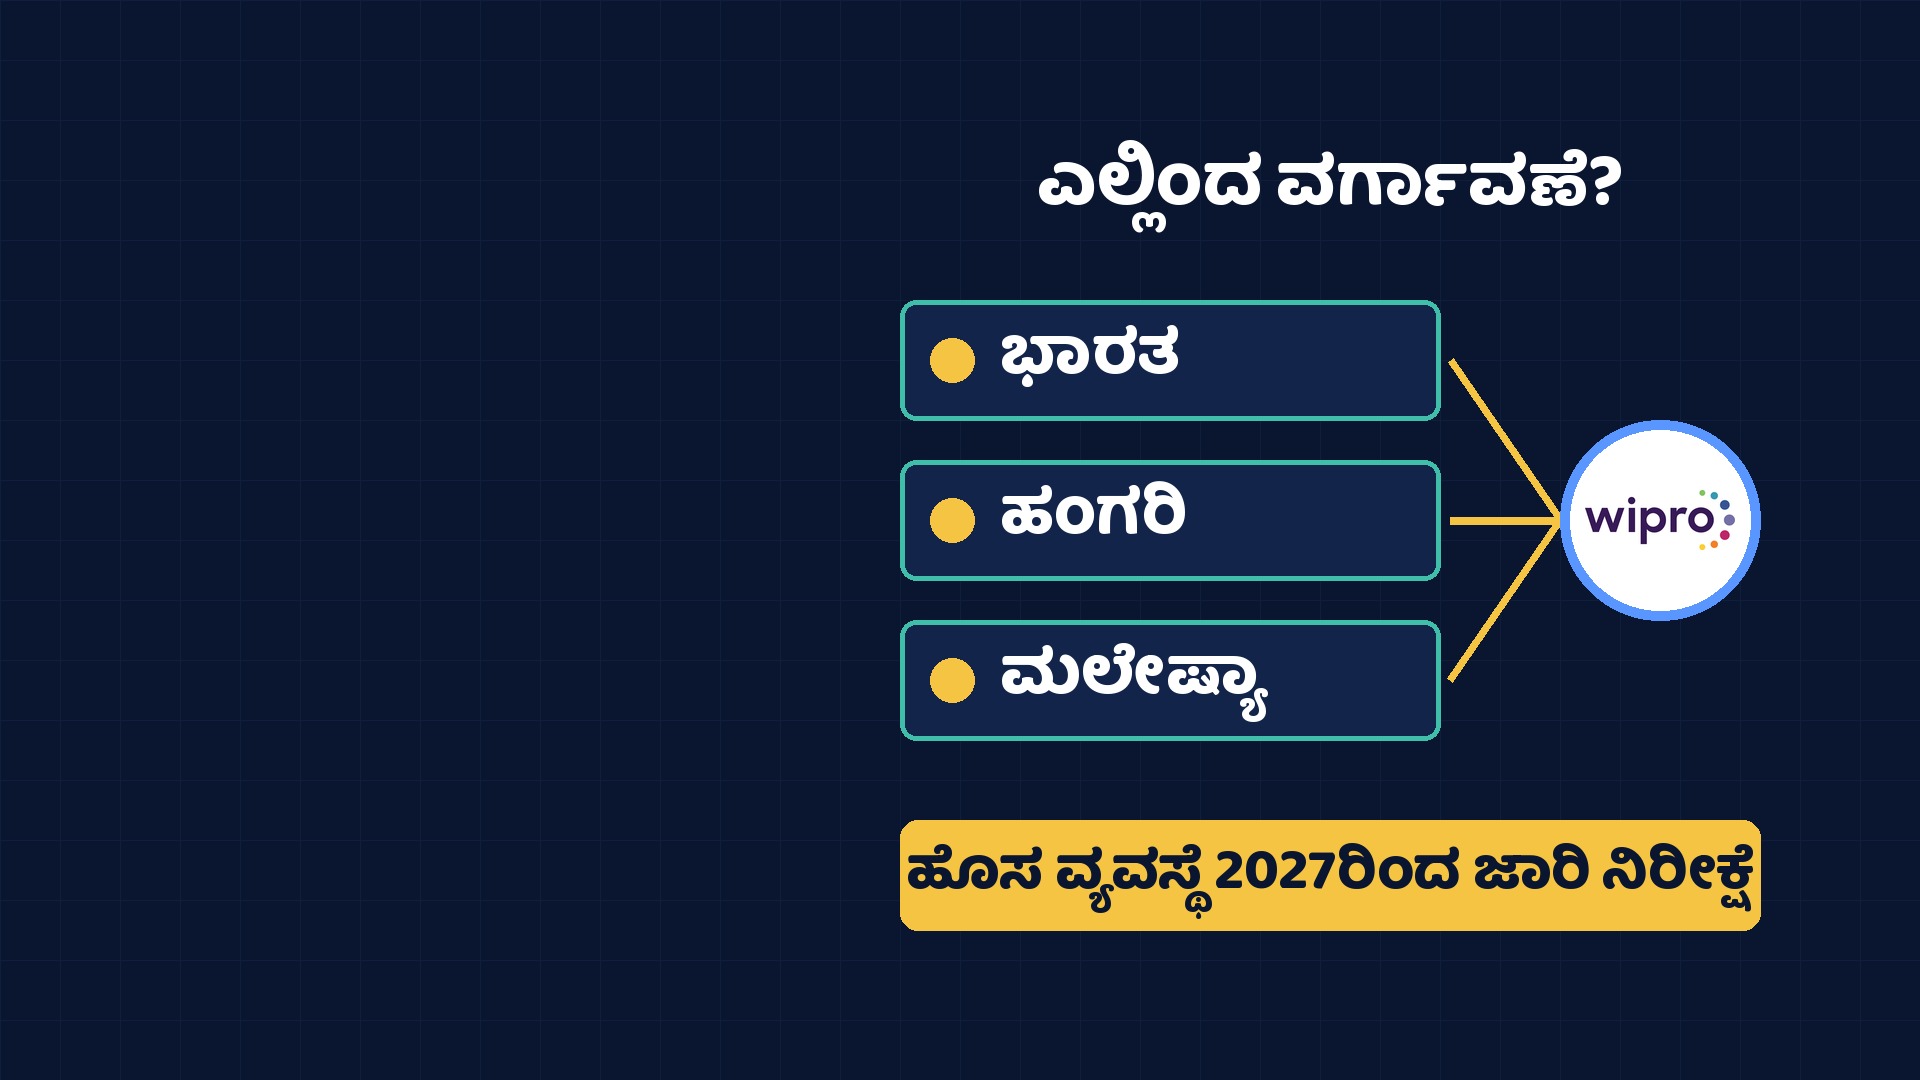 ಎಲ್ಲಿಂದ ವರ್ಗಾವಣೆ?
ಭಾರತ
ಹಂಗರಿ
ಮಲೇಷ್ಯಾ
wipro
ಹೊಸ ವ್ಯವಸ್ಥೆ 2027ರಿಂದ ಜಾರಿ ನಿರೀಕ್ಷೆ